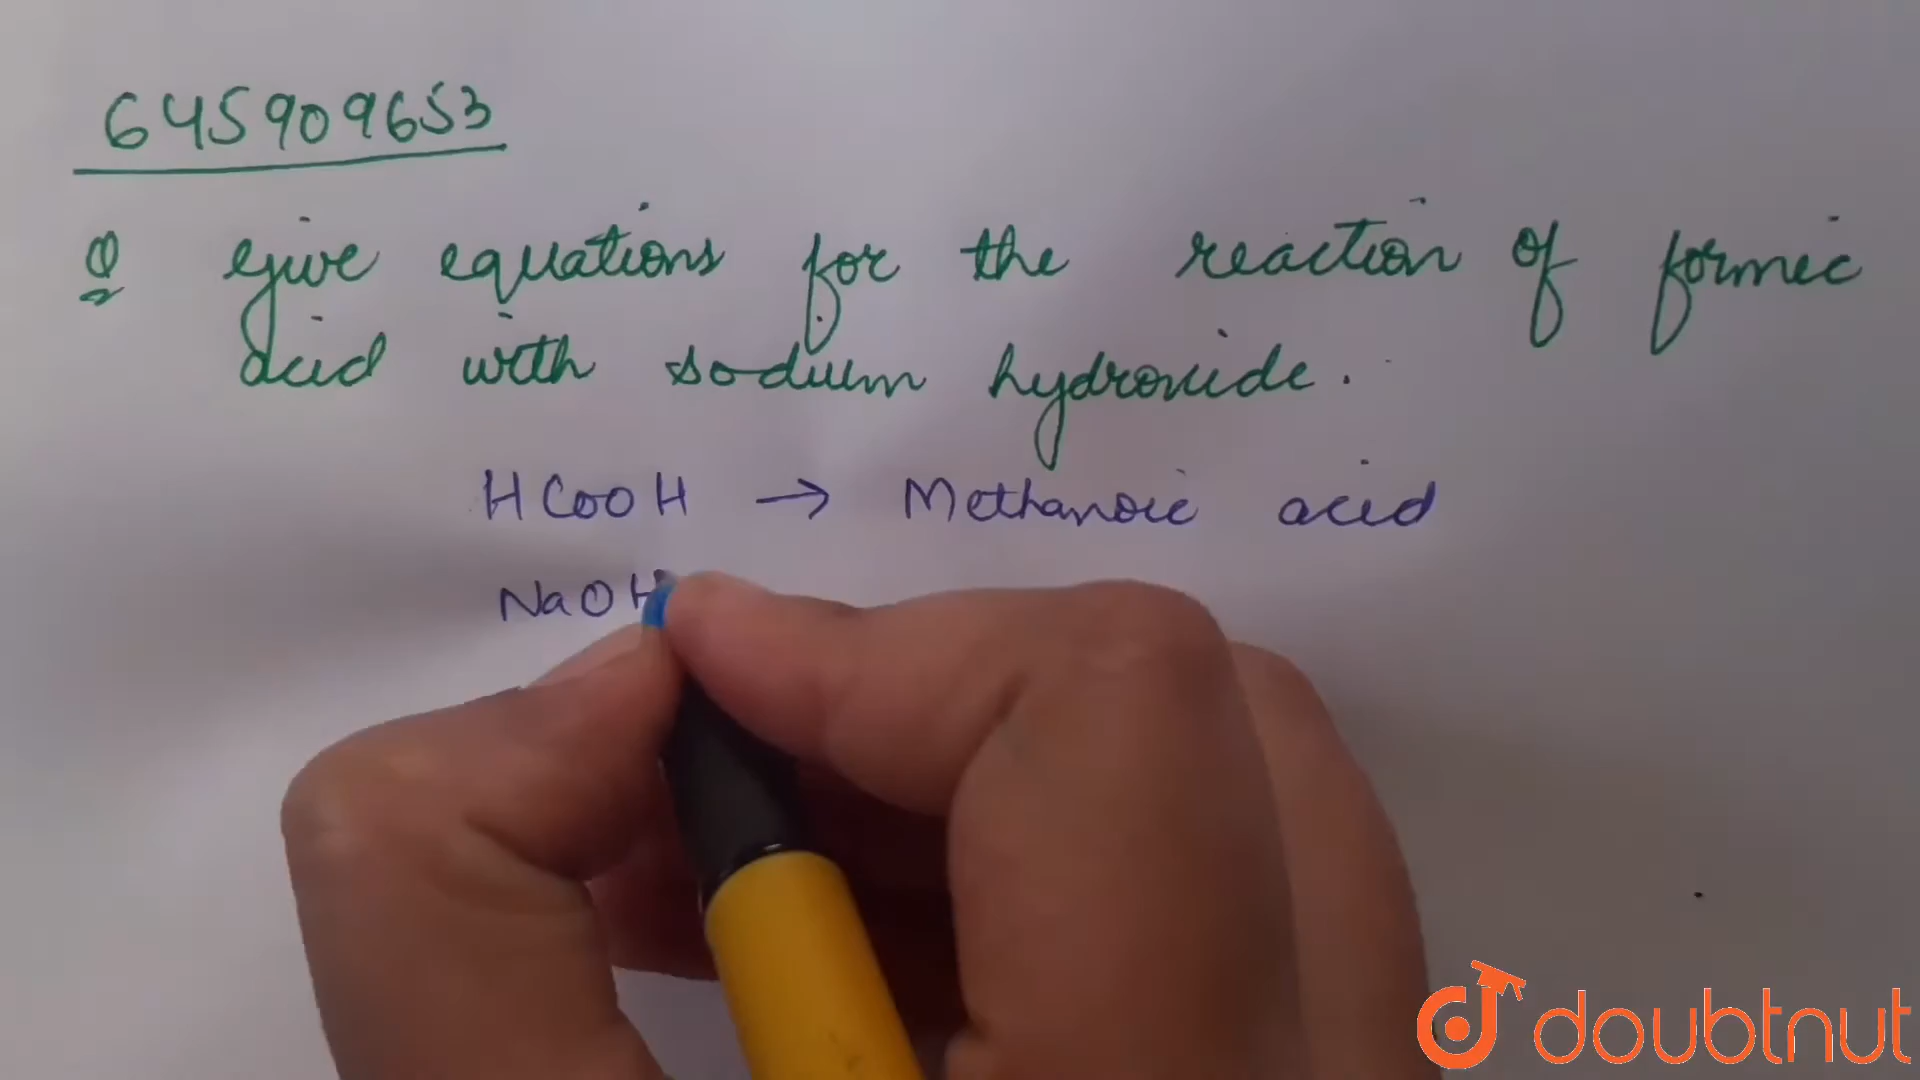 645909653
Q Give equations for the reaction of formic
acid with sodium hydroxide.
HCOOH → Methanoic acid
NaOH
doubtnut